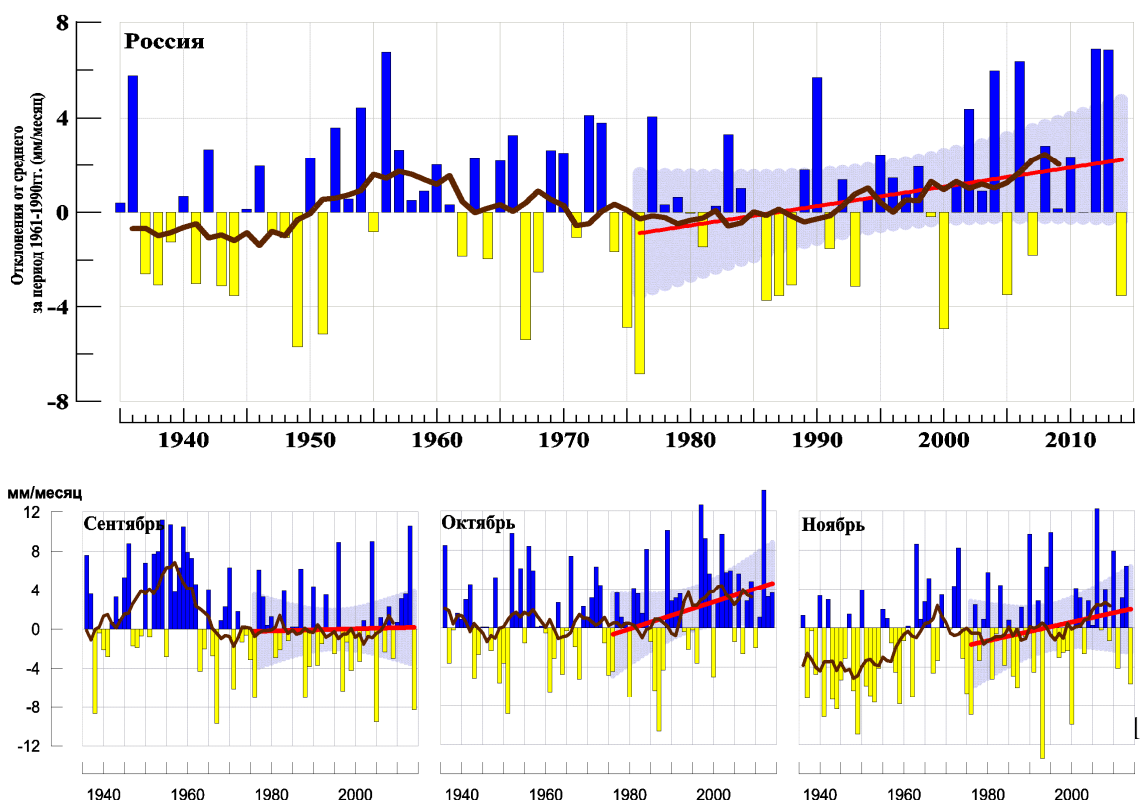 8
Россия
4
0
-4
-8
Отклонения от среднего
за период 1961-1990гг. (мм/месяц)
1940 1950 1960 1970 1980 1990 2000 2010
мм/месяц
12
8
4
0
-4
-8
-12
Сентябрь
Октябрь
Ноябрь
1940 1960 1980 2000
1940 1960 1980 2000
1940 1960 1980 2000